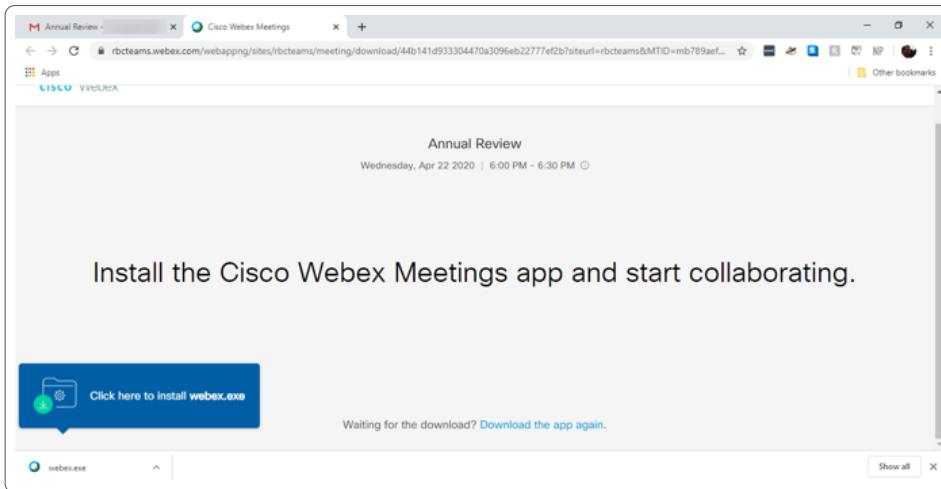 Annual Review -
Cisco Webex Meetings
rbcteams.webex.com/webappng/sites/rbcteams/meeting/download/44b141d933304470a3096eb22777ef2b?siteurl=rbcteams&MTID=mb789aef...
NP
Apps
Other bookmarks
cisco Webex
Annual Review
Wednesday, Apr 22 2020 | 6:00 PM - 6:30 PM
Install the Cisco Webex Meetings app and start collaborating.
Click here to install webex.exe
Waiting for the download? Download the app again.
webex.exe
Show all